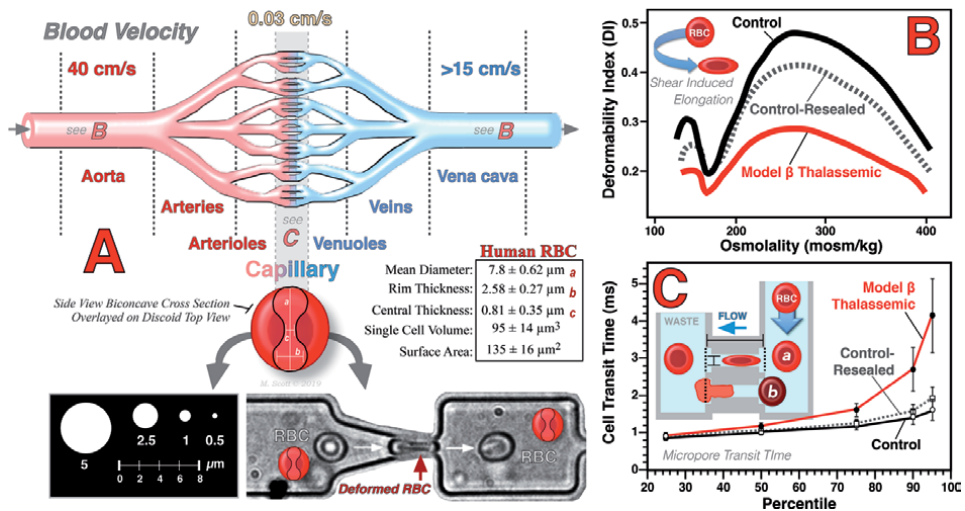 Blood Velocity
0.03 cm/s
40 cm/s
>15 cm/s
see B
see B
Aorta
Vena cava
Arteries
Veins
see
C
Arterioles
Venuoles
A
Capillary
Side View Biconcave Cross Section
Overlayed on Discoid Top View
a
c
b
M. Scott © 2019
Human RBC
Mean Diameter: 7.8 ± 0.62 µm a
Rim Thickness: 2.58 ± 0.27 µm b
Central Thickness: 0.81 ± 0.35 µm c
Single Cell Volume: 95 ± 14 µm3
Surface Area: 135 ± 16 µm2
5
2.5
1
0.5
0 2 4 6 8
µm
RBC
RBC
Deformed RBC
B
Deformability Index (DI)
0.5
0.4
0.3
0.2
RBC
Shear Induced
Elongation
Control
Control-Resealed
Model β Thalassemic
100 200 300 400
Osmolality (mosm/kg)
C
Cell Transit Time (ms)
5
4
3
2
1
0
WASTE
FLOW
RBC
a
b
Model β
Thalassemic
Control-
Resealed
Control
Micropore Transit TIme
20 30 40 50 60 70 80 90 100
Percentile